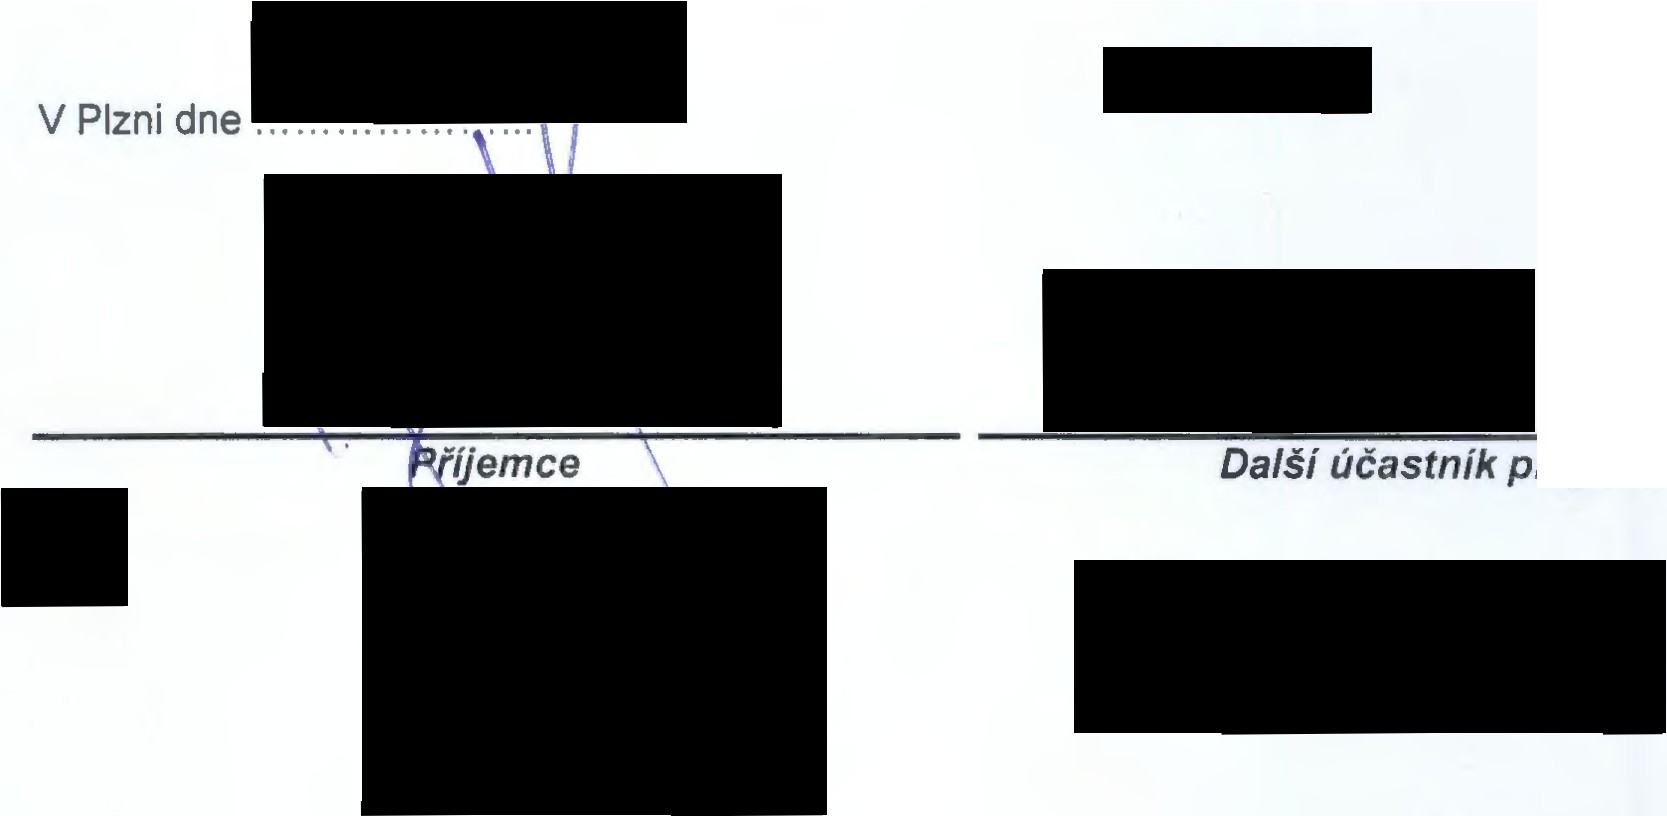 V Plzni dne ........................
Příjemce
Další účastník p